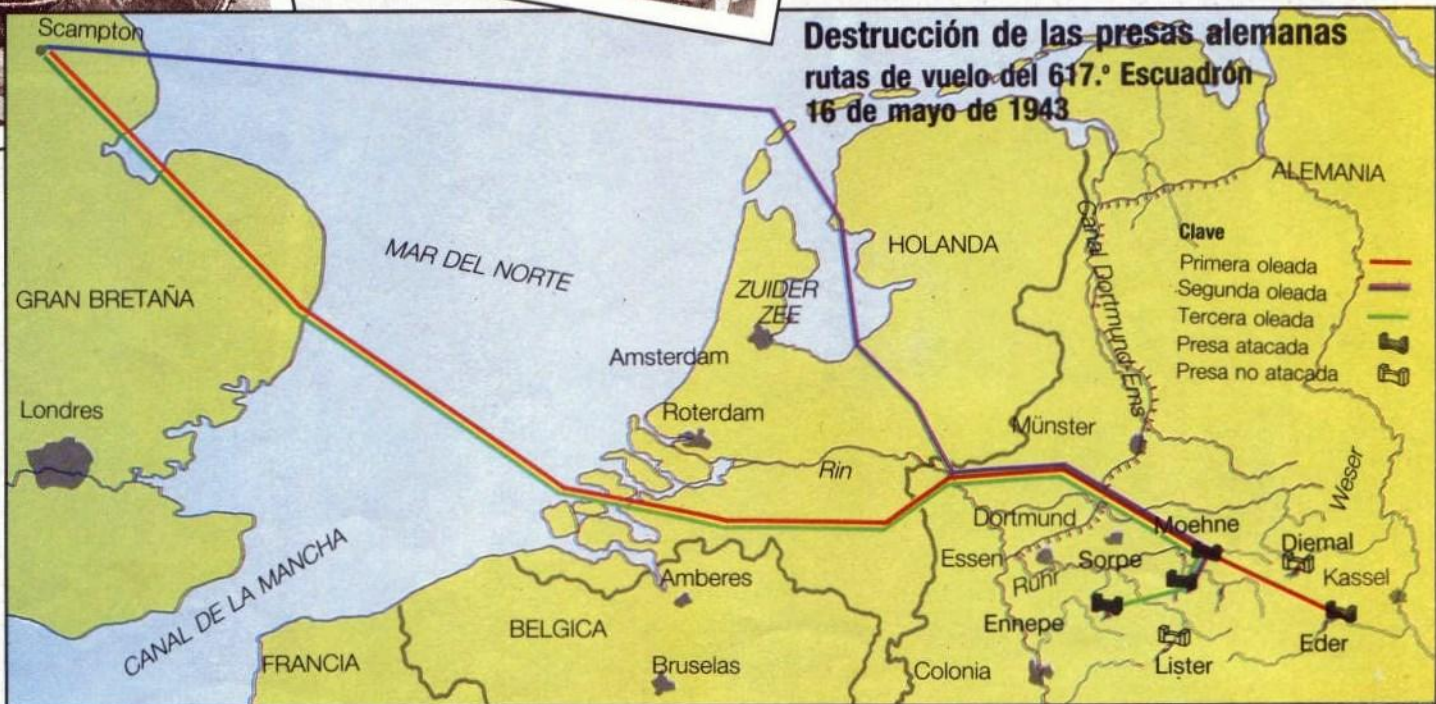 Destrucción de las presas alemanas
rutas de vuelo del 617.º Escuadrón
16 de mayo de 1943
Scampton
MAR DEL NORTE
GRAN BRETAÑA
Londres
CANAL DE LA MANCHA
FRANCIA
BELGICA
Amberes
Bruselas
ZUIDER
ZEE
HOLANDA
Amsterdam
Roterdam
Rin
ALEMANIA
Canal Dortmund-Ems
Clave
Primera oleada
Segunda oleada
Tercera oleada
Presa atacada
Presa no atacada
Münster
Weser
Dortmund
Moehne
Essen
Ruhr
Sorpe
Diemal
Kassel
Ennepe
Eder
Colonia
Lister